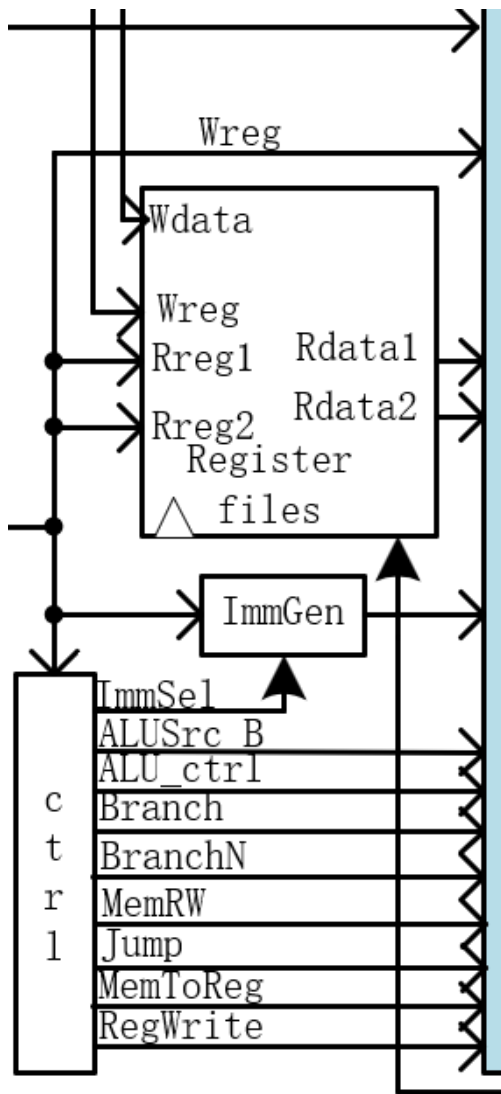 Wreg
Wdata
Wreg
Rreg1
Rdata1
Rreg2
Rdata2
Register
files
ImmGen
ctrl
ImmSel
ALUSrc_B
ALU_ctrl
Branch
BranchN
MemRW
Jump
MemToReg
RegWrite